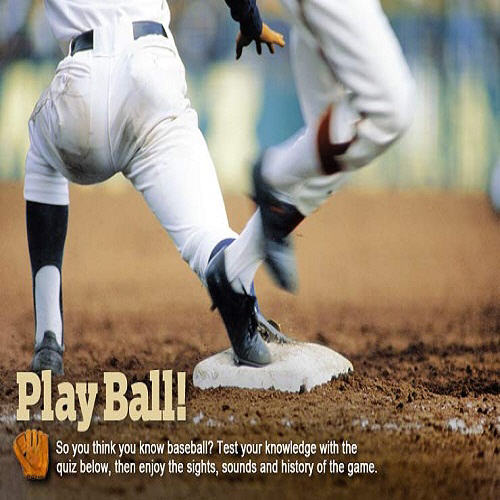 Play Ball!
So you think you know baseball? Test your knowledge with the
quiz below, then enjoy the sights, sounds and history of the game.